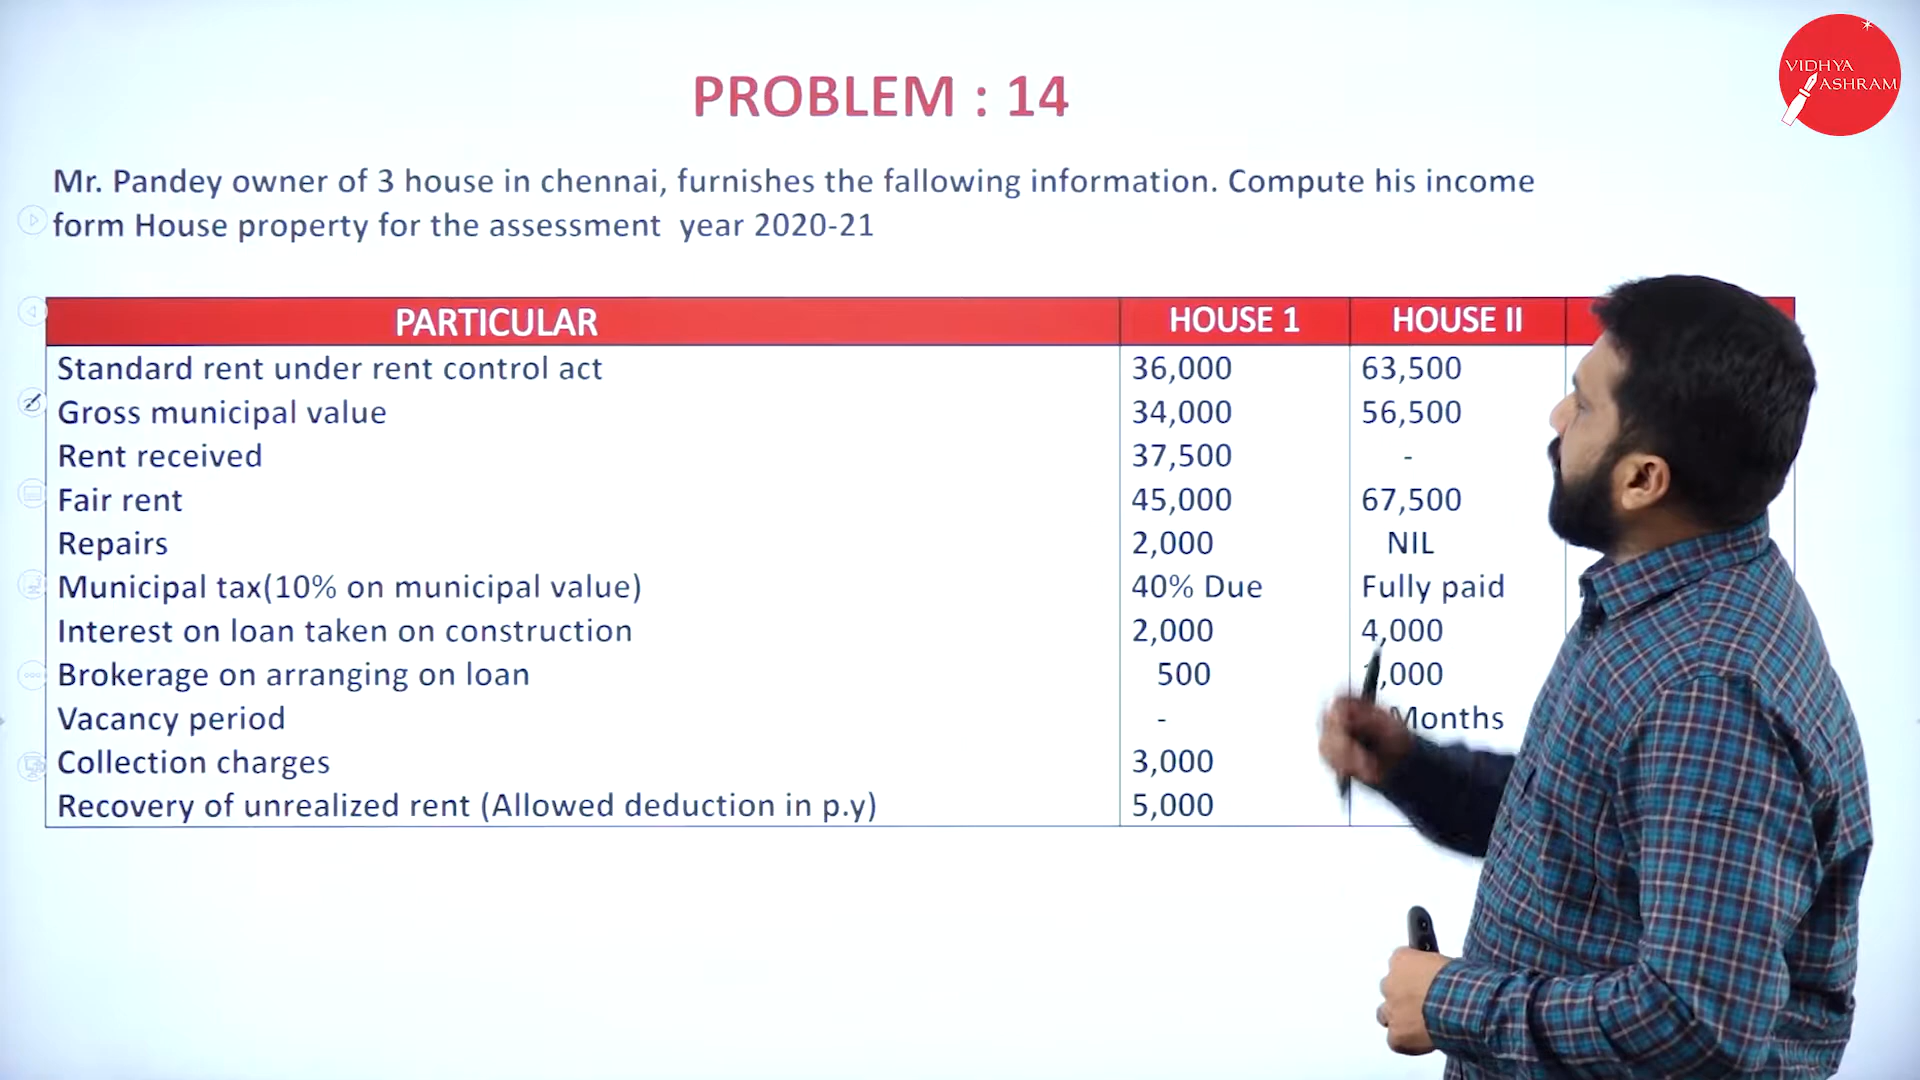 VIDHYA
ASHRAM
PROBLEM : 14
Mr. Pandey owner of 3 house in chennai, furnishes the fallowing information. Compute his income
form House property for the assessment year 2020-21
PARTICULAR HOUSE 1 HOUSE II
Standard rent under rent control act 36,000 63,500
Gross municipal value 34,000 56,500
Rent received 37,500 -
Fair rent 45,000 67,500
Repairs 2,000 NIL
Municipal tax(10% on municipal value) 40% Due Fully paid
Interest on loan taken on construction 2,000 4,000
Brokerage on arranging on loan 500 ,000
Vacancy period - Months
Collection charges 3,000
Recovery of unrealized rent (Allowed deduction in p.y) 5,000